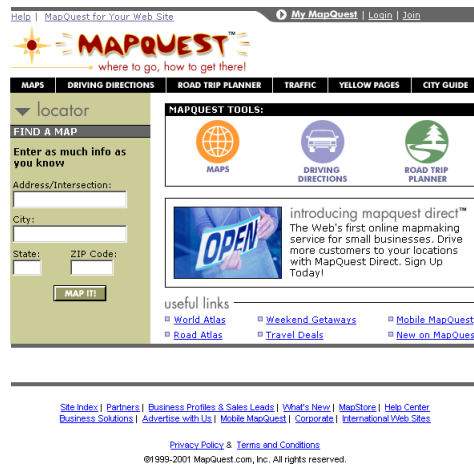 Help | MapQuest for Your Web Site
My MapQuest | Login | Join
MAPQUEST
where to go, how to get there!
MAPS DRIVING DIRECTIONS ROAD TRIP PLANNER TRAFFIC YELLOW PAGES CITY GUIDE
locator
FIND A MAP
Enter as much info as
you know
Address/Intersection:
City:
State: ZIP Code:
MAP IT!
MAPQUEST TOOLS:
MAPS
DRIVING
DIRECTIONS
ROAD TRIP
PLANNER
OPEN
introducing mapquest direct™
The Web's first online mapmaking
service for small businesses. Drive
more customers to your locations
with MapQuest Direct. Sign Up
Today!
useful links
World Atlas Weekend Getaways Mobile MapQuest
Road Atlas Travel Deals New on MapQues
Site Index | Partners | Business Profiles & Sales Leads | What's New | MapStore | Help Center
Business Solutions | Advertise with Us | Mobile MapQuest | Corporate | International Web Sites
Privacy Policy & Terms and Conditions
©1999-2001 MapQuest.com, Inc. All rights reserved.